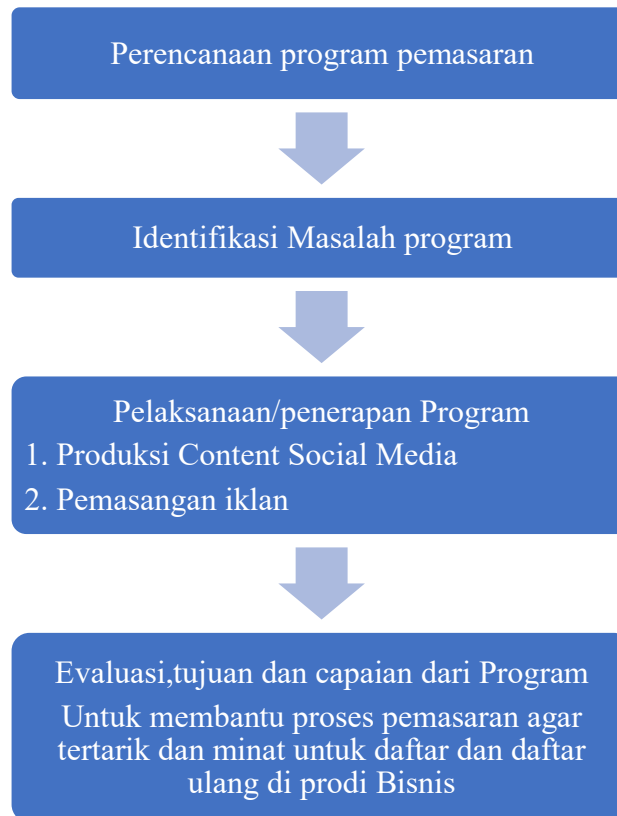 Perencanaan program pemasaran
Identifikasi Masalah program
Pelaksanaan/penerapan Program
1. Produksi Content Social Media
2. Pemasangan iklan
Evaluasi,tujuan dan capaian dari Program
Untuk membantu proses pemasaran agar
tertarik dan minat untuk daftar dan daftar
ulang di prodi Bisnis